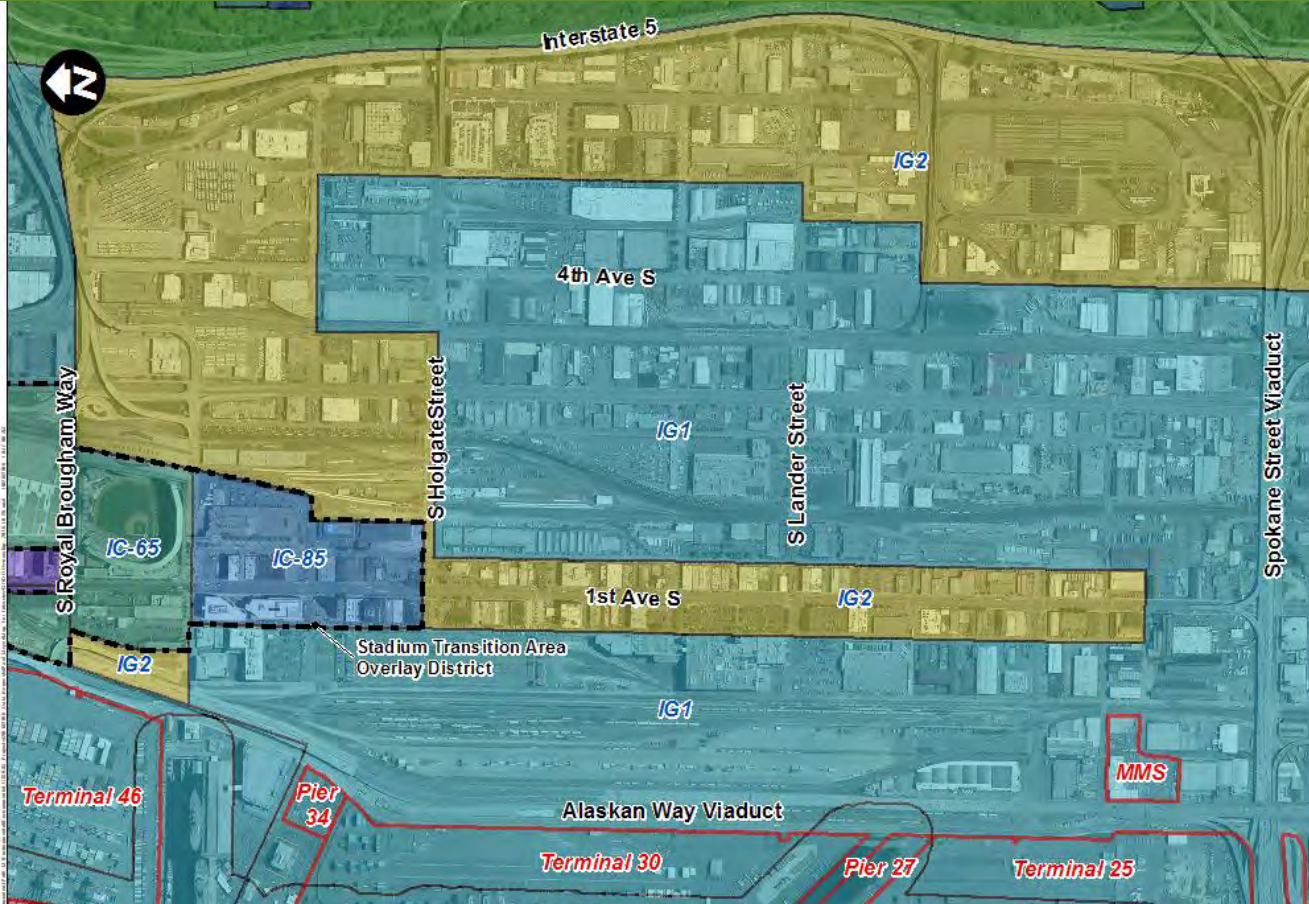 Interstate 5
N
IG2
4th Ave S
S Royal Brougham Way
S Holgate Street
S Lander Street
Spokane Street Viaduct
IG1
IC-65
IC-85
1st Ave S
IG2
Stadium Transition Area
Overlay District
IG2
IG1
MMS
Terminal 46
Pier
34
Alaskan Way Viaduct
Terminal 30
Pier 27
Terminal 25